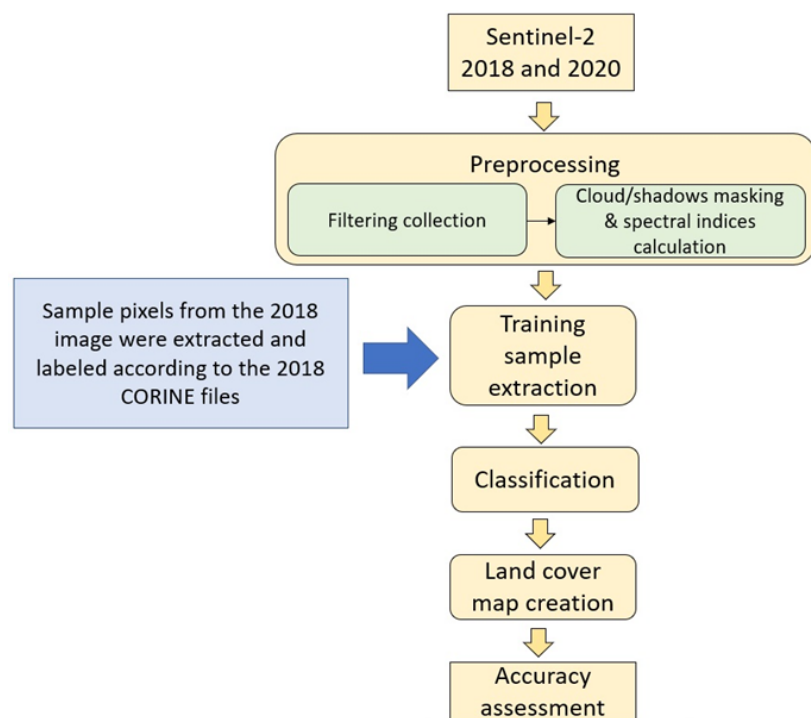 Sentinel-2
2018 and 2020
Preprocessing
Filtering collection
Cloud/shadows masking
& spectral indices
calculation
Sample pixels from the 2018
image were extracted and
labeled according to the 2018
CORINE files
Training
sample
extraction
Classification
Land cover
map creation
Accuracy
assessment